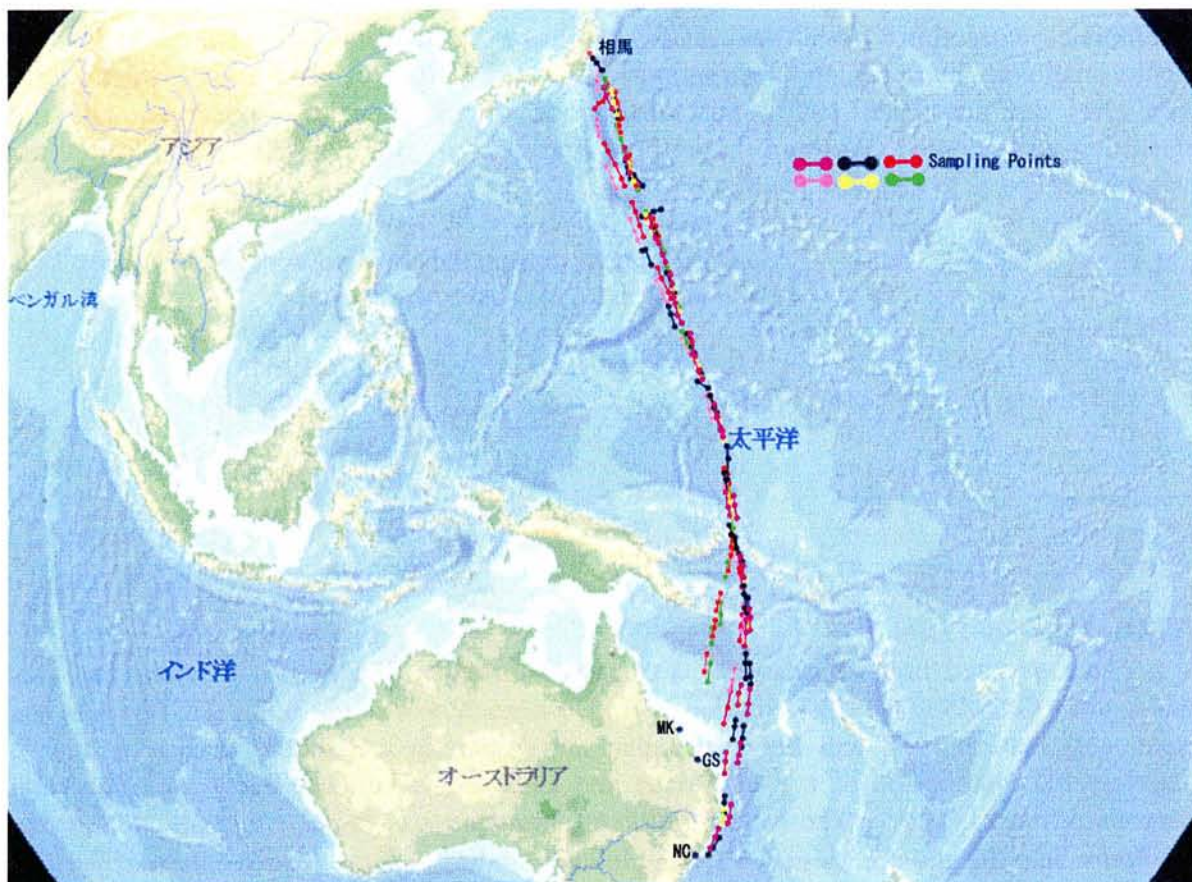 相馬
アジア
Sampling Points
ベンガル湾
太平洋
インド洋
MK
GS
オーストラリア
NC